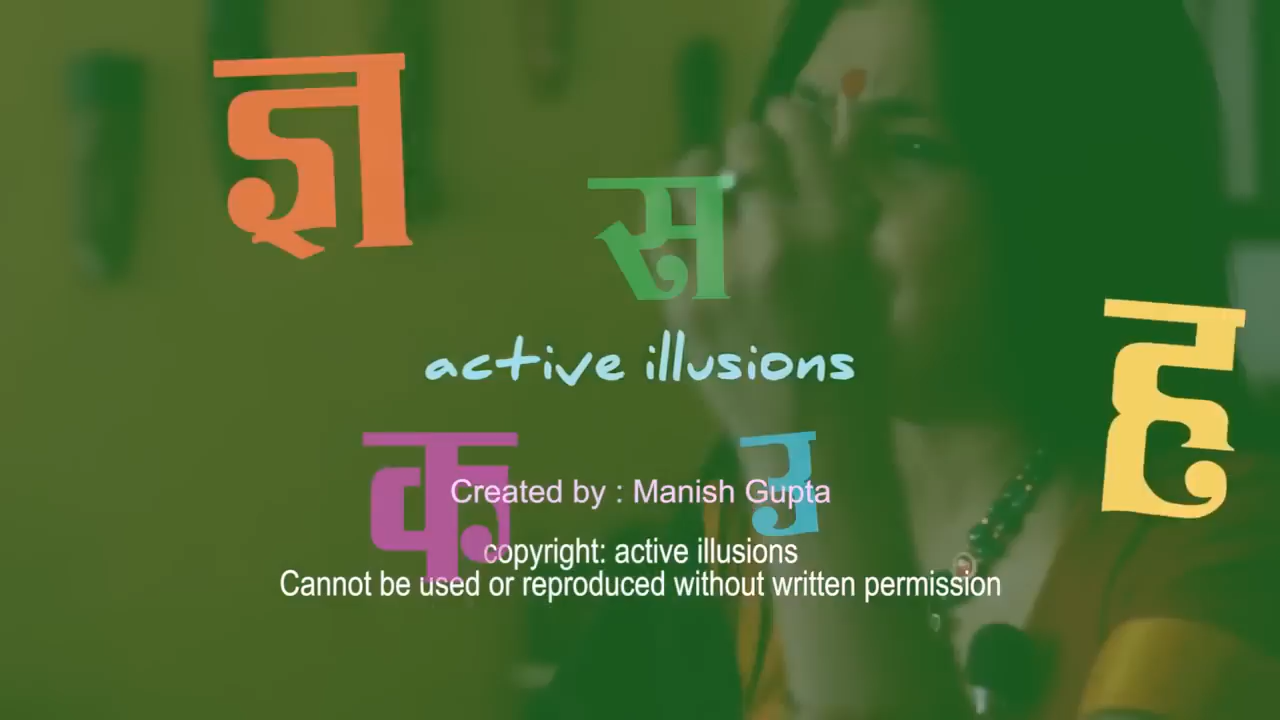 ज्ञ
स
ह
active illusions
क
उ
Created by : Manish Gupta
copyright: active illusions
Cannot be used or reproduced without written permission